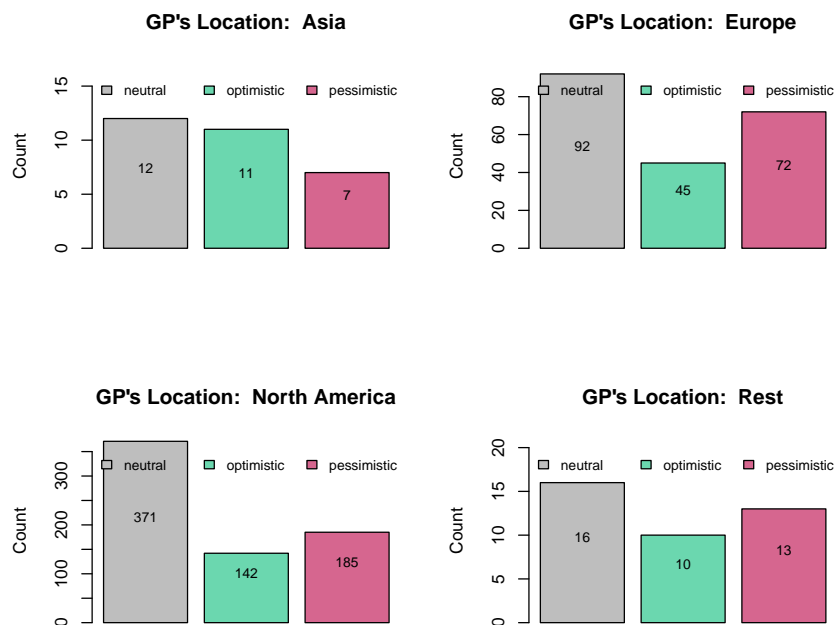 GP's Location:  Asia
Count
15
10
5
0
neutral
optimistic
pessimistic
12
11
7
GP's Location:  Europe
Count
80
60
40
20
0
neutral
optimistic
pessimistic
92
45
72
GP's Location:  North America
Count
300
200
100
0
neutral
optimistic
pessimistic
371
142
185
GP's Location:  Rest
Count
20
15
10
5
0
neutral
optimistic
pessimistic
16
10
13